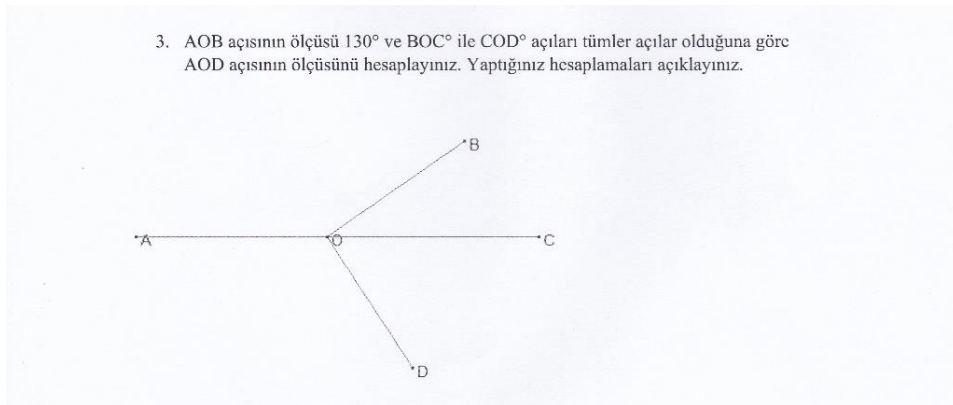 3. AOB açısının ölçüsü 130° ve BOC° ile COD° açıları tümler açılar olduğuna göre
AOD açısının ölçüsünü hesaplayınız. Yaptığınız hesaplamaları açıklayınız.
B
A
O
C
D